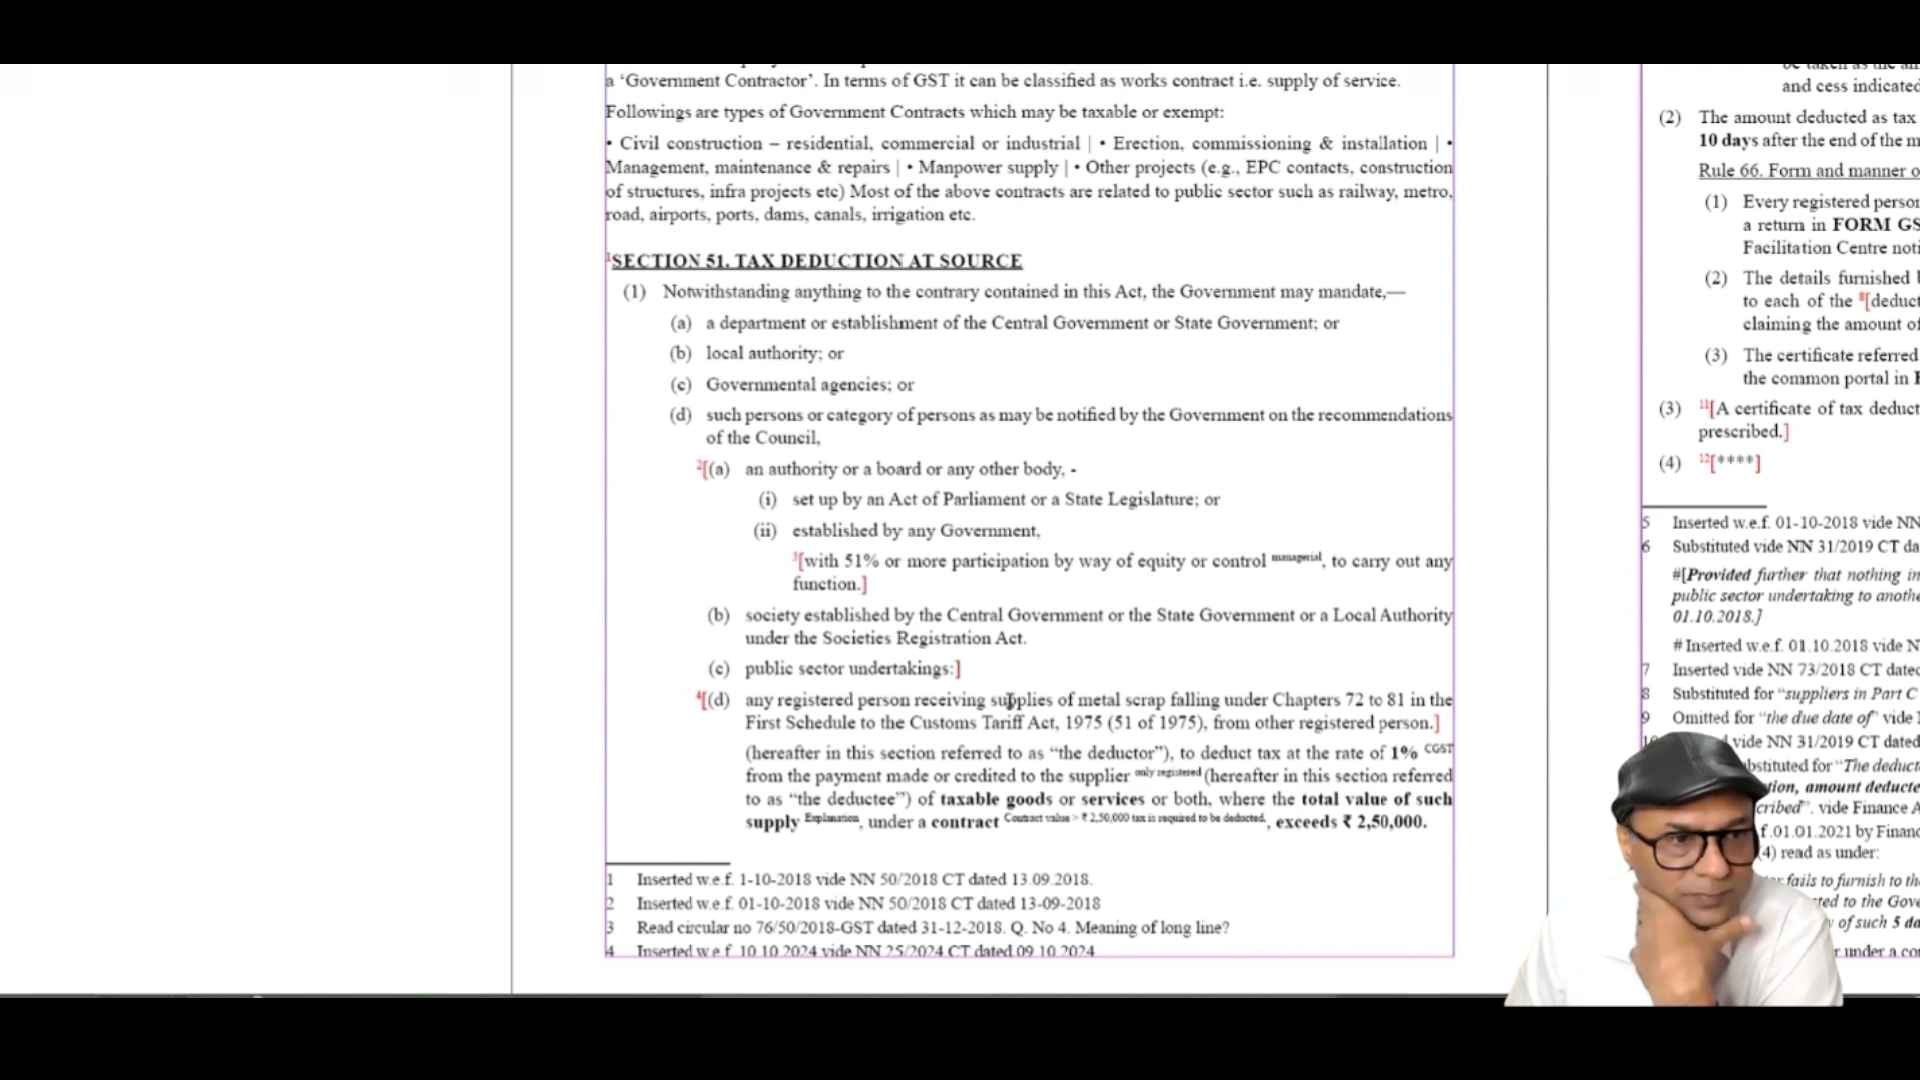 a ‘Government Contractor’. In terms of GST it can be classified as works contract i.e. supply of service.
Followings are types of Government Contracts which may be taxable or exempt:
• Civil construction – residential, commercial or industrial | • Erection, commissioning & installation | •
Management, maintenance & repairs | • Manpower supply | • Other projects (e.g., EPC contacts, construction
of structures, infra projects etc) Most of the above contracts are related to public sector such as railway, metro,
road, airports, ports, dams, canals, irrigation etc.
1SECTION 51. TAX DEDUCTION AT SOURCE
(1) Notwithstanding anything to the contrary contained in this Act, the Government may mandate,—
(a) a department or establishment of the Central Government or State Government; or
(b) local authority; or
(c) Governmental agencies; or
(d) such persons or category of persons as may be notified by the Government on the recommendations
of the Council,
2[(a) an authority or a board or any other body, -
(i) set up by an Act of Parliament or a State Legislature; or
(ii) established by any Government,
3[with 51% or more participation by way of equity or control managerial, to carry out any
function.]
(b) society established by the Central Government or the State Government or a Local Authority
under the Societies Registration Act.
(c) public sector undertakings:]
4[(d) any registered person receiving supplies of metal scrap falling under Chapters 72 to 81 in the
First Schedule to the Customs Tariff Act, 1975 (51 of 1975), from other registered person.]
(hereafter in this section referred to as “the deductor”), to deduct tax at the rate of 1% CGST
from the payment made or credited to the supplier only registered (hereafter in this section referred
to as “the deductee”) of taxable goods or services or both, where the total value of such
supply Explanation, under a contract Contract value > ₹ 2,50,000 tax is required to be deducted, exceeds ₹ 2,50,000.
1 Inserted w.e.f. 1-10-2018 vide NN 50/2018 CT dated 13.09.2018.
2 Inserted w.e.f. 01-10-2018 vide NN 50/2018 CT dated 13-09-2018
3 Read circular no 76/50/2018-GST dated 31-12-2018. Q. No 4. Meaning of long line?
4 Inserted w.e.f. 10.10.2024 vide NN 25/2024 CT dated 09.10.2024
and cess indicated
(2) The amount deducted as tax
10 days after the end of the m
Rule 66. Form and manner o
(1) Every registered person
a return in FORM GS
Facilitation Centre noti
(2) The details furnished
to each of the 8[deduct
claiming the amount of
(3) The certificate referred
the common portal in
(3) 11[A certificate of tax deduct
prescribed.]
(4) 12[****]
5 Inserted w.e.f. 01-10-2018 vide NN
6 Substituted vide NN 31/2019 CT da
#[Provided further that nothing in
public sector undertaking to anothe
01.10.2018.]
# Inserted w.e.f. 01.10.2018 vide N
7 Inserted vide NN 73/2018 CT dated
8 Substituted for “suppliers in Part C
9 Omitted for “the due date of” vide
vide NN 31/2019 CT dated
bstituted for “The deducte
tion, amount deducte
cribed”. vide Finance A
f.01.01.2021 by Financ
(4) read as under:
fails to furnish to the
ted to the Gove
y of such 5 da
r under a co